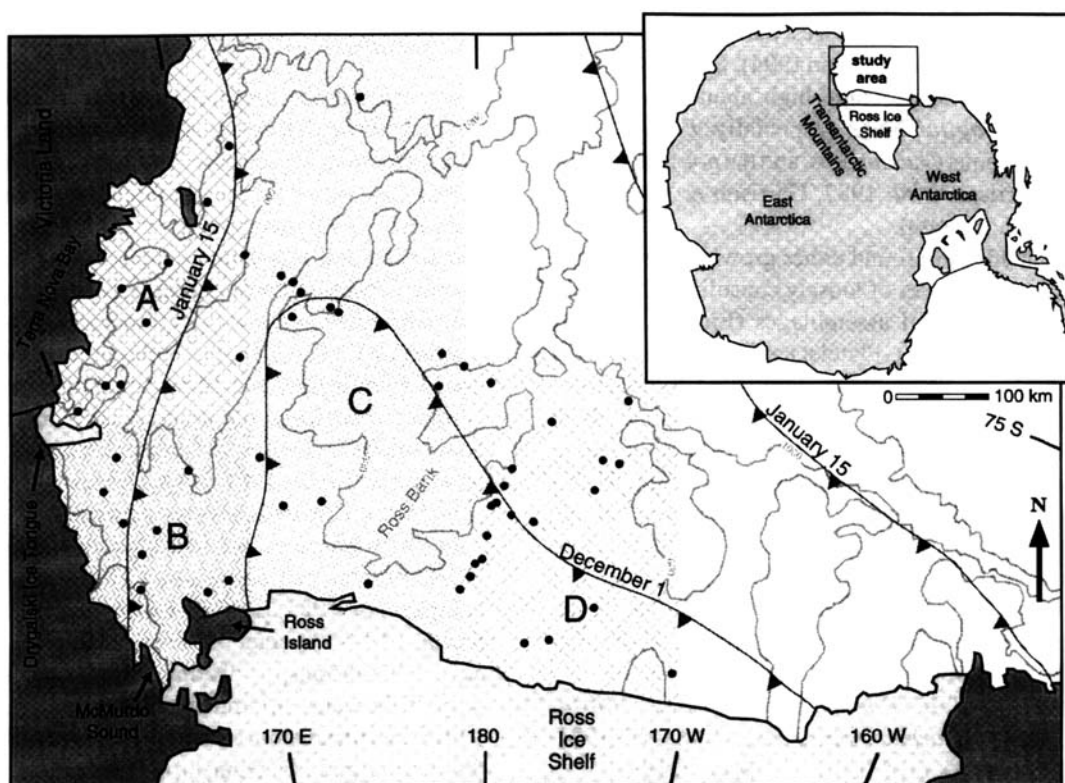 study
area
Ross Ice
Shelf
Transantarctic
Mountains
West
Antarctica
East
Antarctica
Victoria Land
Terra Nova Bay
January 15
A
C
0 100 km
January 15
75 S
Ross Bank
N
B
December 1
D
Drygalski Ice Tongue
Ross
Island
McMurdo
Sound
170 E
180
Ross
Ice
Shelf
170 W
160 W